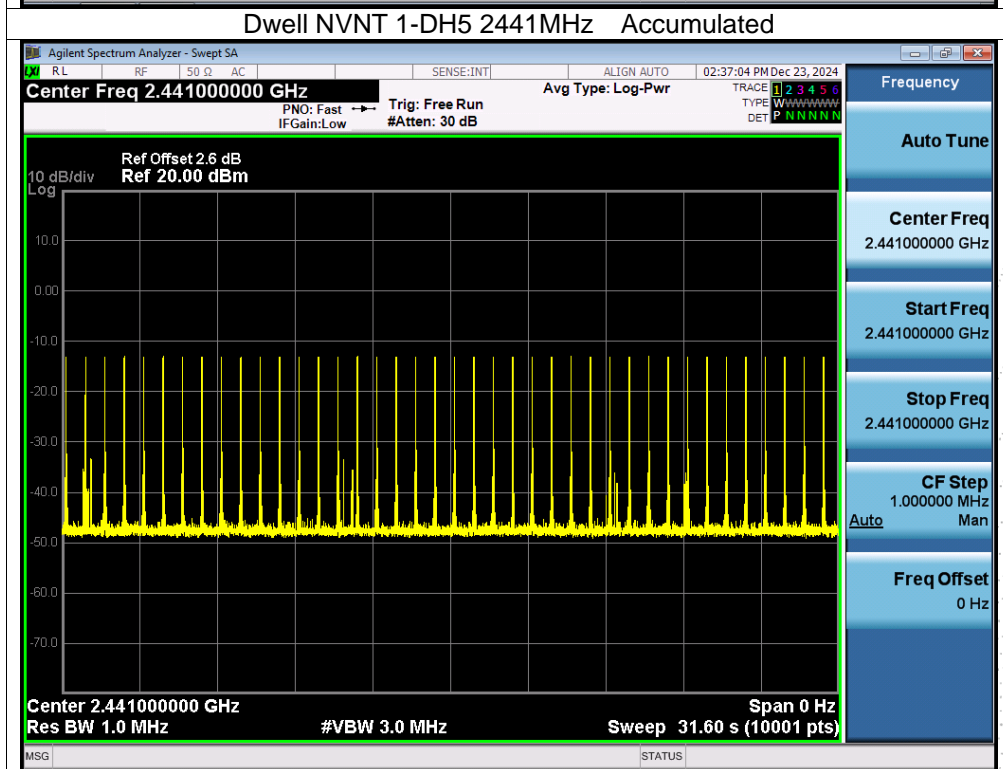 Dwell NVNT 1-DH5 2441MHz Accumulated
Agilent Spectrum Analyzer - Swept SA
LXI RL RF 50 Ω AC SENSE:INT ALIGN AUTO 02:37:04 PM Dec 23, 2024
Center Freq 2.441000000 GHz
PNO: Fast
IFGain:Low
Trig: Free Run
#Atten: 30 dB
Avg Type: Log-Pwr
TRACE 1 2 3 4 5 6
TYPE W W W W W W
DET P N N N N N
Frequency
Ref Offset 2.6 dB
10 dB/div Ref 20.00 dBm
Log
10.0
0.00
-10.0
-20.0
-30.0
-40.0
-50.0
-60.0
-70.0
Center 2.441000000 GHz Span 0 Hz
Res BW 1.0 MHz #VBW 3.0 MHz Sweep 31.60 s (10001 pts)
Auto Tune
Center Freq
2.441000000 GHz
Start Freq
2.441000000 GHz
Stop Freq
2.441000000 GHz
CF Step
1.000000 MHz
Auto Man
Freq Offset
0 Hz
MSG STATUS